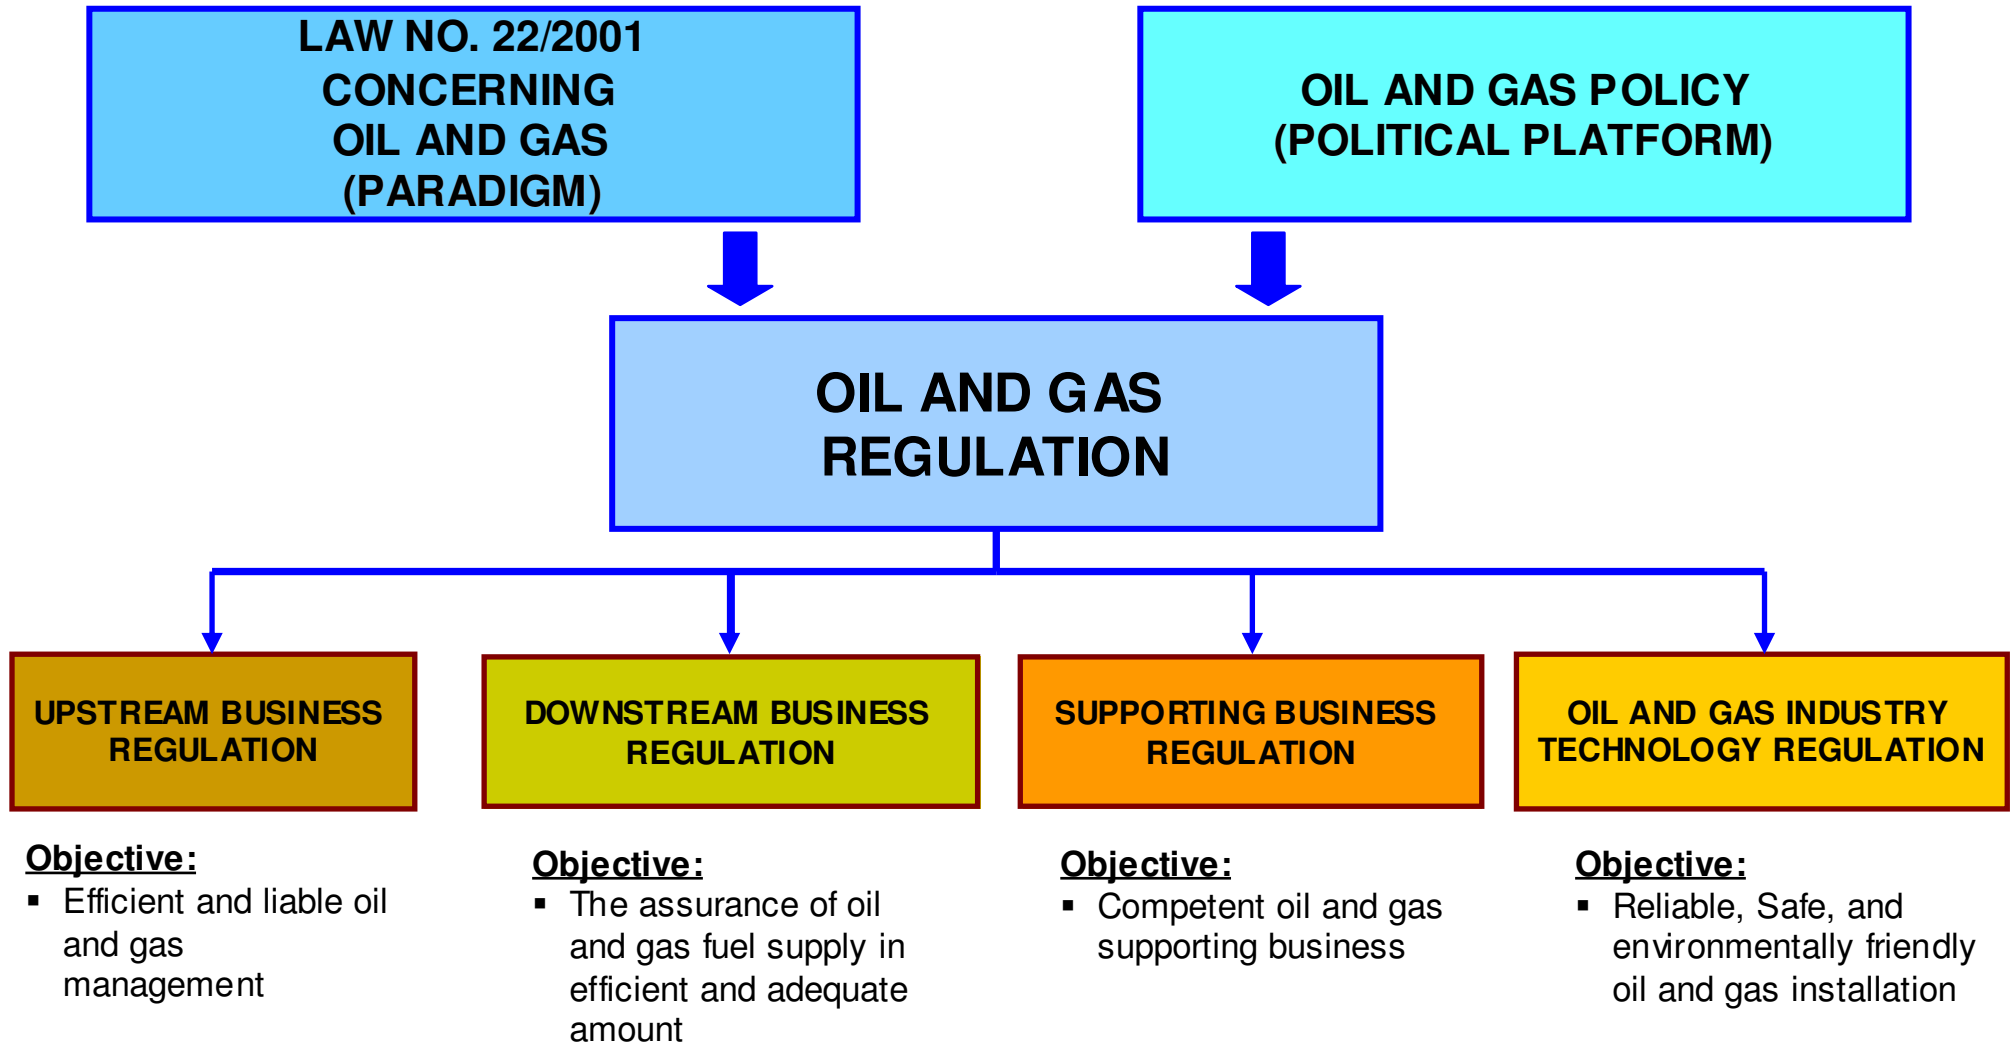 LAW NO. 22/2001
CONCERNING
OIL AND GAS
(PARADIGM)
OIL AND GAS POLICY
(POLITICAL PLATFORM)
OIL AND GAS
REGULATION
UPSTREAM BUSINESS
REGULATION
DOWNSTREAM BUSINESS
REGULATION
SUPPORTING BUSINESS
REGULATION
OIL AND GAS INDUSTRY
TECHNOLOGY REGULATION
Objective:
▪ Efficient and liable oil
and gas
management
Objective:
▪ The assurance of oil
and gas fuel supply in
efficient and adequate
amount
Objective:
▪ Competent oil and gas
supporting business
Objective:
▪ Reliable, Safe, and
environmentally friendly
oil and gas installation